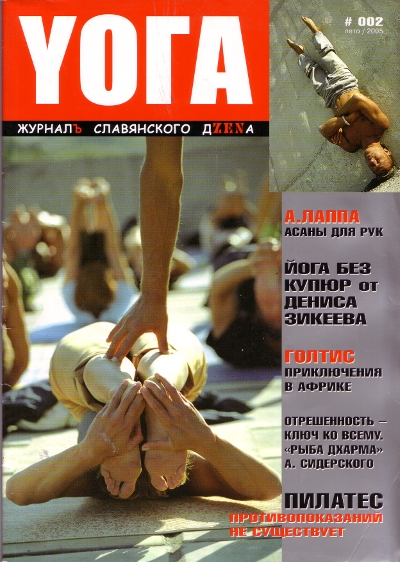 YOГА
# 002
лето / 2005
ЖУРНАЛЪ СЛАВЯНСКОГО ДZENА
А.ЛАППА
АСАНЫ ДЛЯ РУК
ЙОГА БЕЗ
КУПЮР от
ДЕНИСА
ЗИКЕЕВА
ГОЛТИС
ПРИКЛЮЧЕНИЯ
В АФРИКЕ
ОТРЕШЕННОСТЬ –
КЛЮЧ КО ВСЕМУ.
«РЫБА ДХАРМА»
А. СИДЕРСКОГО
ПИЛАТЕС
ПРОТИВОПОКАЗАНИЙ
НЕ СУЩЕСТВУЕТ